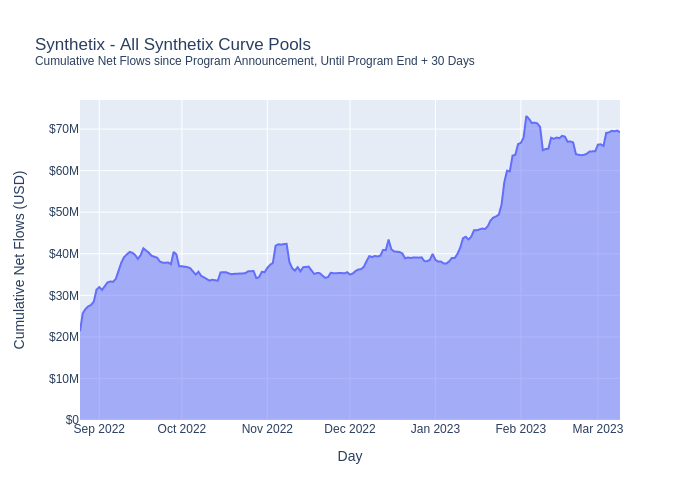 Synthetix - All Synthetix Curve Pools
Cumulative Net Flows since Program Announcement, Until Program End + 30 Days
Cumulative Net Flows (USD)
$70M
$60M
$50M
$40M
$30M
$20M
$10M
$0
Sep 2022 Oct 2022 Nov 2022 Dec 2022 Jan 2023 Feb 2023 Mar 2023
Day